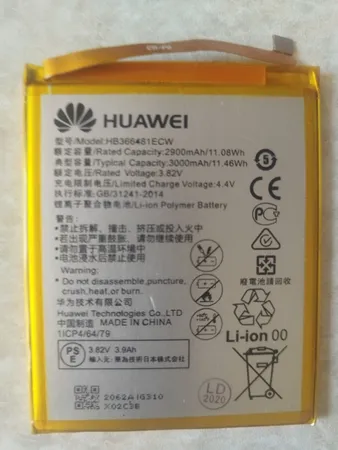 HUAWEI
型号/Model:HB366481ECW
额定容量/Rated Capacity: 2900mAh/11.08Wh
典型容量/Typical Capacity: 3000mAh/11.46Wh
额定电压/Rated Voltage: 3.82V
充电限制电压/Limited Charge Voltage: 4.4V
执行标准/GB/31241-2014
锂离子聚合物电池/Li-ion Polymer Battery
•禁止拆解、撞击、挤压或投入火中
•若出现严重鼓胀、请勿继续使用
•请勿置于高温环境中
•电池浸水后禁止使用
• Do not disassemble,puncture,
crush,heat,or burn.
华为技术有限公司
Huawei Technologies Co.,Ltd
中国制造 MADE IN CHINA
1ICP4/64/79
廢電池請回收
PS
E
3.82V 3.9Ah
Li-ion 00
2062AIG310
X02C3E
LD
2020